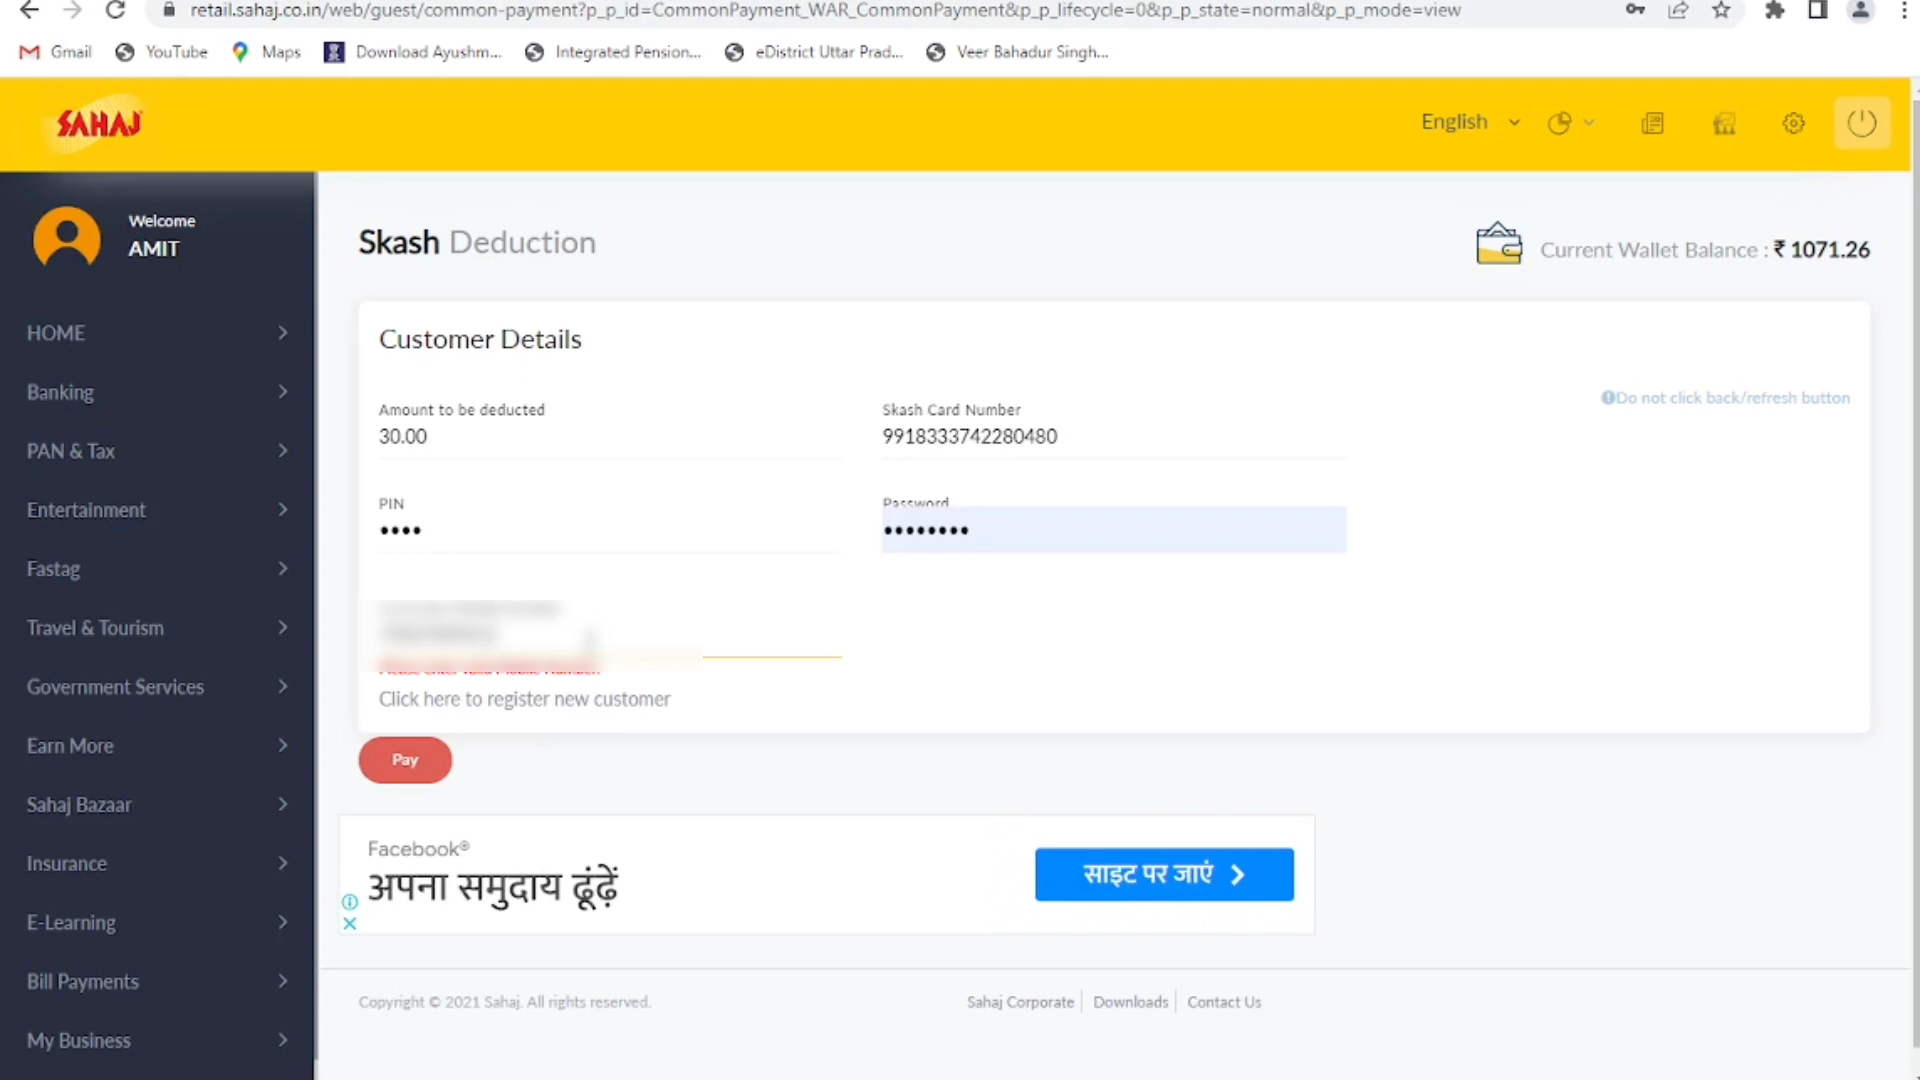 retail.sahaj.co.in/web/guest/common-payment?p_p_id=CommonPayment_WAR_CommonPayment&p_p_lifecycle=0&p_p_state=normal&p_p_mode=view
Gmail YouTube Maps Download Ayushm... Integrated Pension... eDistrict Uttar Prad... Veer Bahadur Singh...
SAHAJ
English
Welcome
AMIT
Skash Deduction
Current Wallet Balance : ₹ 1071.26
HOME
Banking
PAN & Tax
Entertainment
Fastag
Travel & Tourism
Government Services
Earn More
Sahaj Bazaar
Insurance
E-Learning
Bill Payments
My Business
Customer Details
Do not click back/refresh button
Amount to be deducted
30.00
Skash Card Number
9918333742280480
PIN
••••
Password
••••••••
Click here to register new customer
Pay
Facebook®
अपना समुदाय ढूंढ़ें
साइट पर जाएं
Copyright © 2021 Sahaj. All rights reserved.
Sahaj Corporate Downloads Contact Us